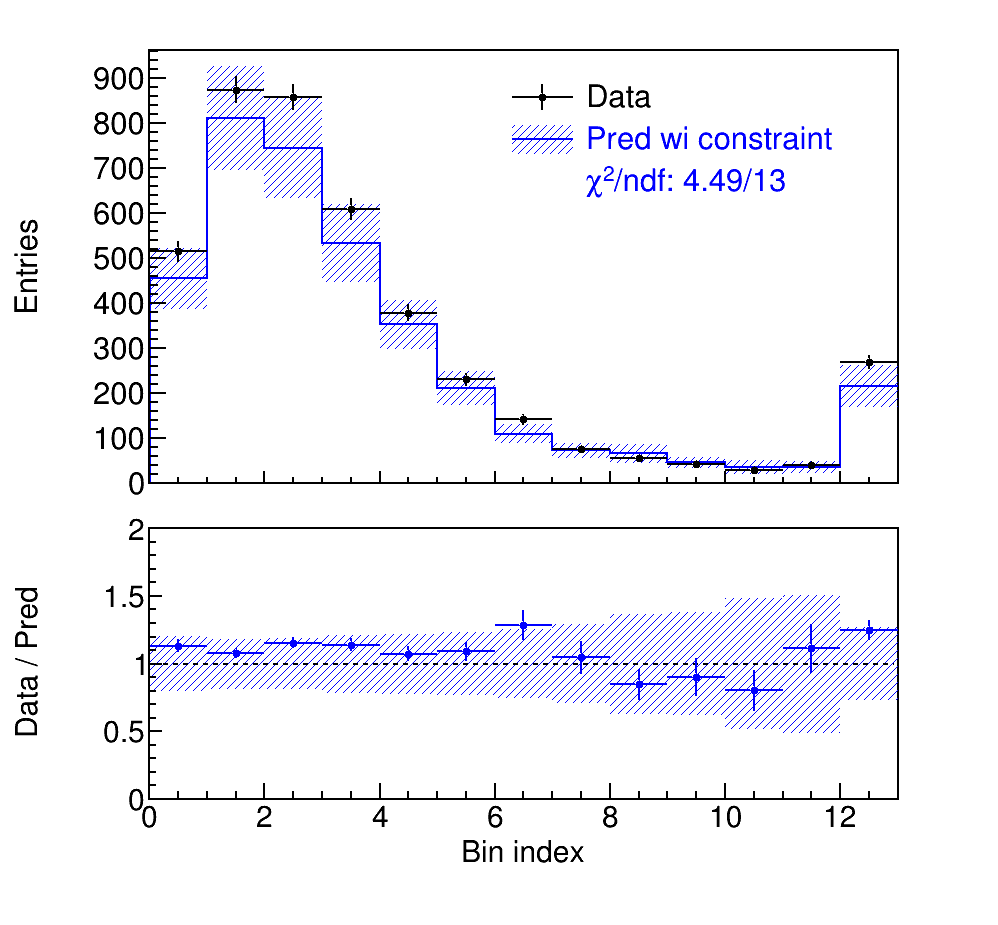 900
800
700
600
500
400
300
200
100
0
Entries
Data
Pred wi constraint
χ²/ndf: 4.49/13
2
1.5
1
0.5
0
Data / Pred
0 2 4 6 8 10 12
Bin index